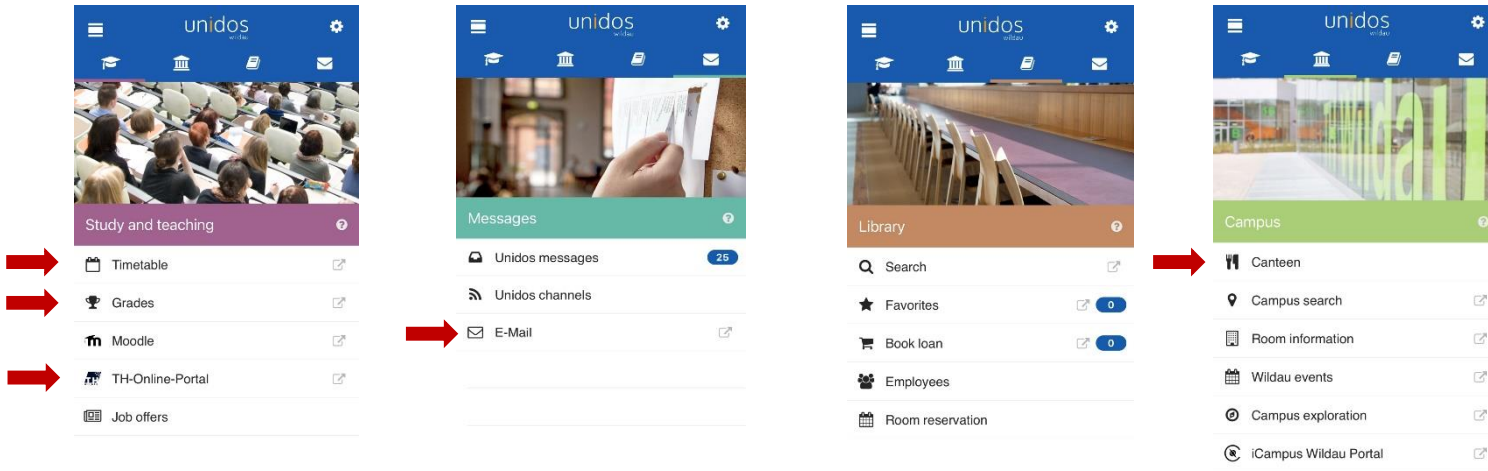 unidos
wildau
Study and teaching
Timetable
Grades
Moodle
TH-Online-Portal
Job offers
unidos
wildau
Messages
Unidos messages 25
Unidos channels
E-Mail
unidos
wildau
Library
Search
Favorites 0
Book loan 0
Employees
Room reservation
unidos
wildau
Campus
Canteen
Campus search
Room information
Wildau events
Campus exploration
iCampus Wildau Portal